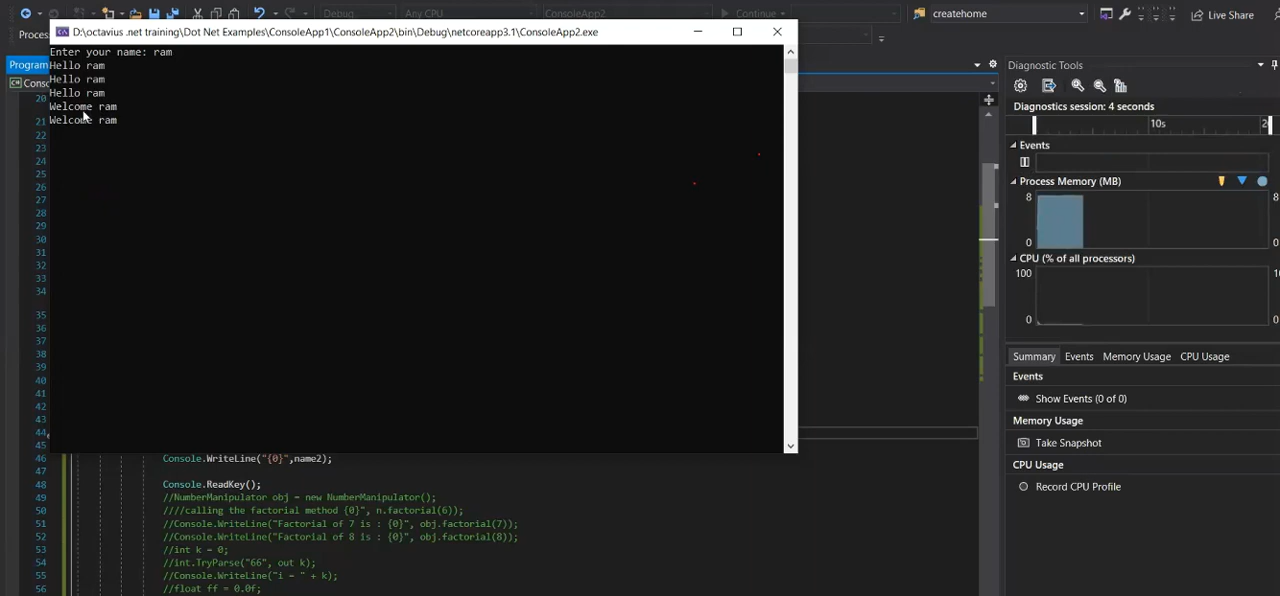 Debug
Any CPU
ConsoleApp2
Continue
createhome
Live Share
Proces
D:\octavius .net training\Dot Net Examples\ConsoleApp1\ConsoleApp2\bin\Debug\netcoreapp3.1\ConsoleApp2.exe
Enter your name: ram
Hello ram
Hello ram
Hello ram
Welcome ram
Welcome ram
Program
Conso
20
21
22
23
24
25
26
27
28
29
30
31
32
33
34
35
36
37
38
39
40
41
42
43
44
45
46 Console.WriteLine("{0}",name2);
47
48 Console.ReadKey();
49 //NumberManipulator obj = new NumberManipulator();
50 ////calling the factorial method {0}", n.factorial(6));
51 //Console.WriteLine("Factorial of 7 is : {0}", obj.factorial(7));
52 //Console.WriteLine("Factorial of 8 is : {0}", obj.factorial(8));
53 //int k = 0;
54 //int.TryParse("66", out k);
55 //Console.WriteLine("i - " + k);
56 //float ff = 0.0f;
Diagnostic Tools
Diagnostics session: 4 seconds
10s
2
Events
Process Memory (MB)
8 8
0 0
CPU (% of all processors)
100 1
0 0
Summary Events Memory Usage CPU Usage
Events
Show Events (0 of 0)
Memory Usage
Take Snapshot
CPU Usage
Record CPU Profile